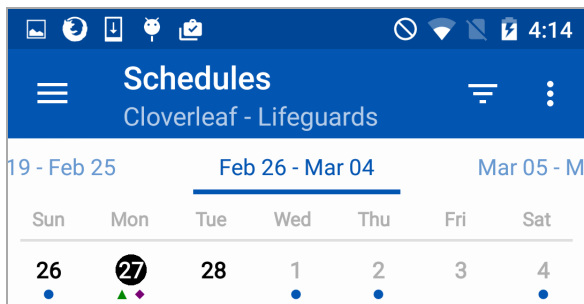 4:14
Schedules
Cloverleaf - Lifeguards
19 - Feb 25 Feb 26 - Mar 04 Mar 05 - M
Sun Mon Tue Wed Thu Fri Sat
26 27 28 1 2 3 4